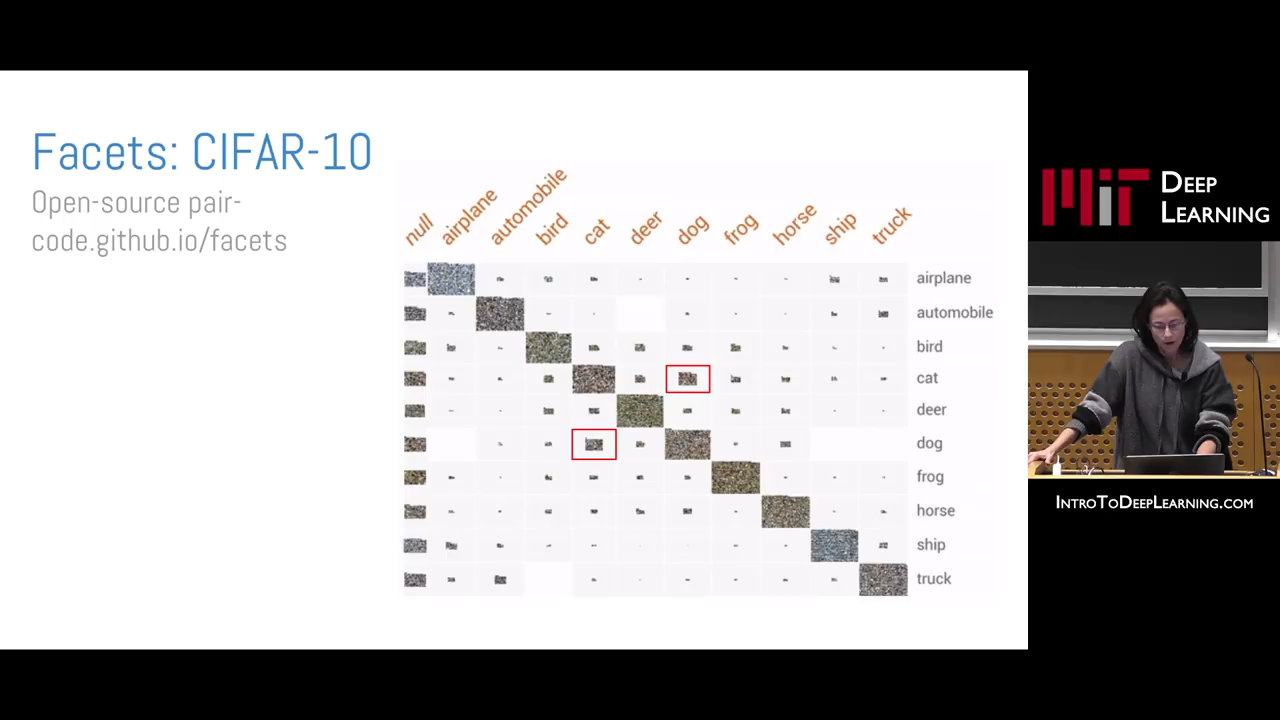 Facets: CIFAR-10
Open-source pair-
code.github.io/facets
null
airplane
automobile
bird
cat
deer
dog
frog
horse
ship
truck
airplane
automobile
bird
cat
deer
dog
frog
horse
ship
truck
MIT
DEEP
LEARNING
INTROTODEEPLEARNING.COM